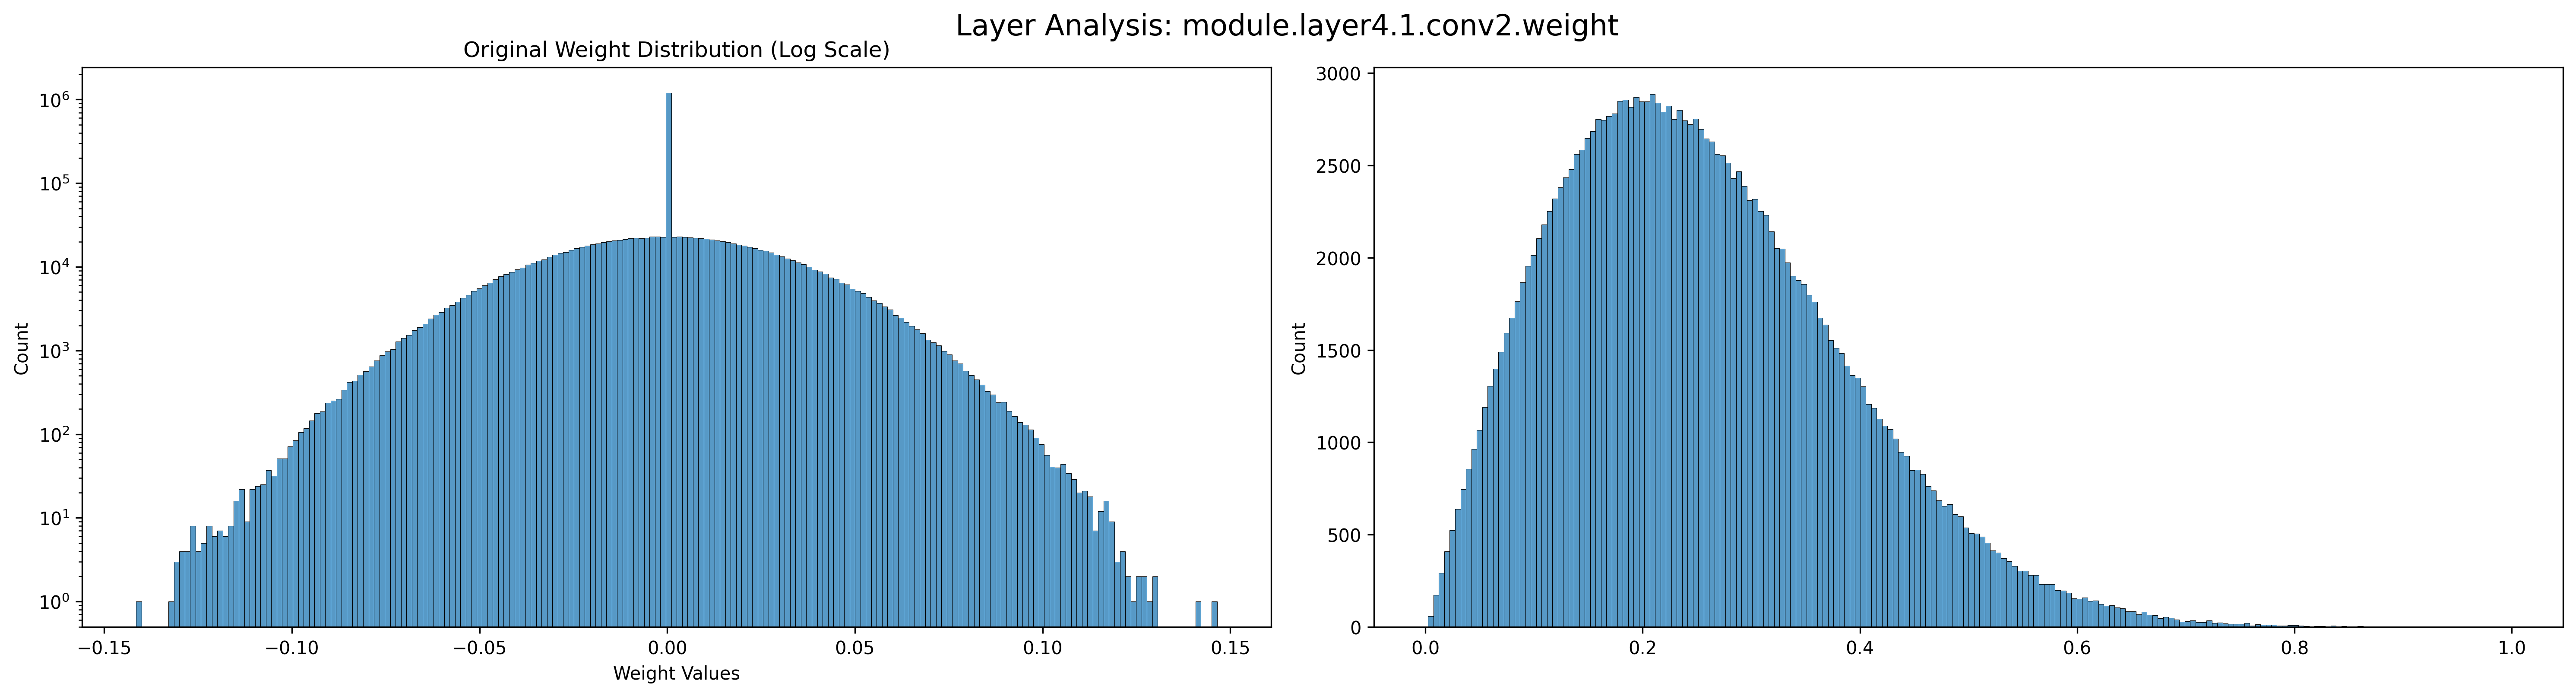 Layer Analysis: module.layer4.1.conv2.weight
Original Weight Distribution (Log Scale)
Count
10⁶
10⁵
10⁴
10³
10²
10¹
10⁰
−0.15 −0.10 −0.05 0.00 0.05 0.10 0.15
Weight Values
Count
3000
2500
2000
1500
1000
500
0
0.0 0.2 0.4 0.6 0.8 1.0